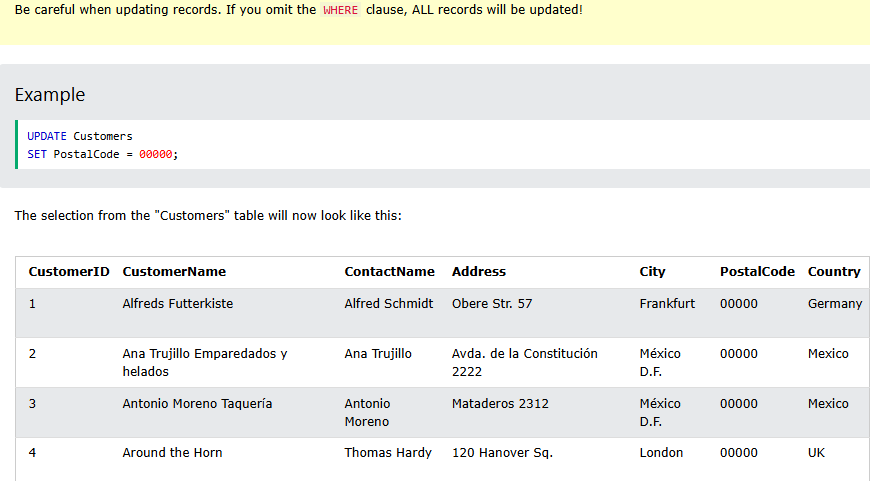 Be careful when updating records. If you omit the WHERE clause, ALL records will be updated!
Example
UPDATE Customers
SET PostalCode = 00000;
The selection from the "Customers" table will now look like this:
CustomerID CustomerName ContactName Address City PostalCode Country
1 Alfreds Futterkiste Alfred Schmidt Obere Str. 57 Frankfurt 00000 Germany
2 Ana Trujillo Emparedados y Ana Trujillo Avda. de la Constitución México 00000 Mexico
helados 2222 D.F.
3 Antonio Moreno Taquería Antonio Mataderos 2312 México 00000 Mexico
Moreno D.F.
4 Around the Horn Thomas Hardy 120 Hanover Sq. London 00000 UK